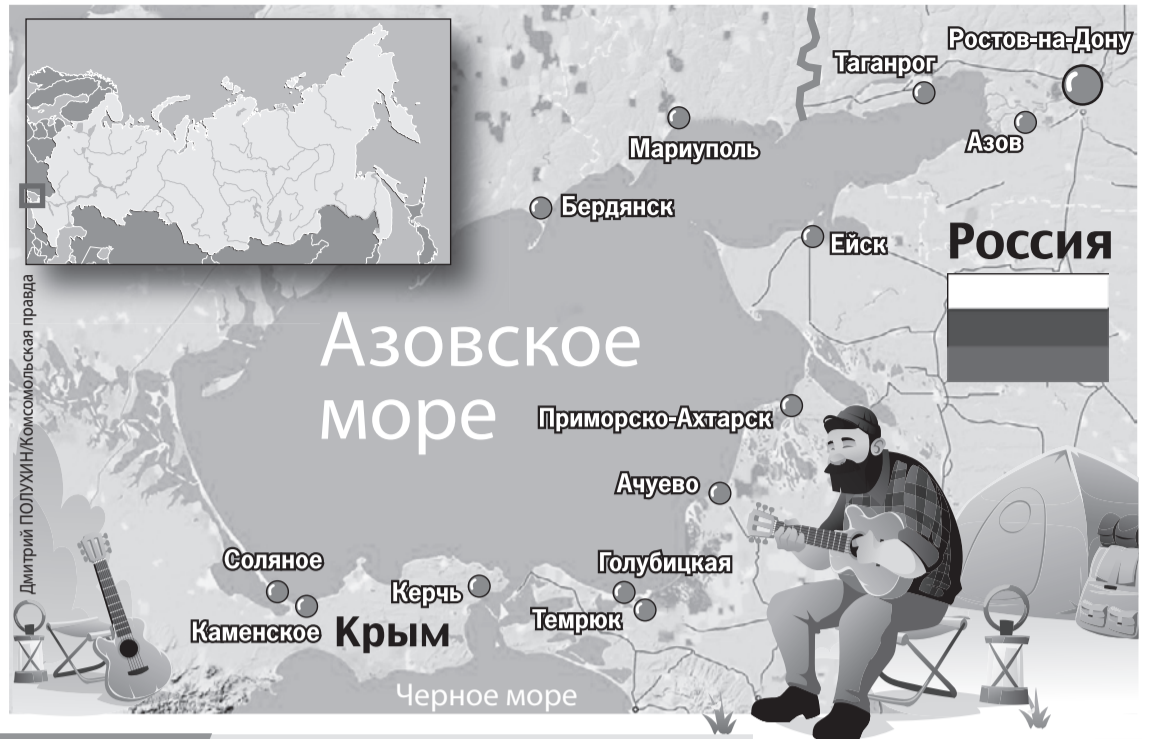 Ростов-на-Дону
Таганрог
Азов
Мариуполь
Бердянск
Ейск
Россия
Азовское
море
Приморско-Ахтарск
Ачуево
Соляное
Голубицкая
Керчь
Темрюк
Каменское
Крым
Черное море
Дмитрий ПОЛУХИН/Комсомольская правда